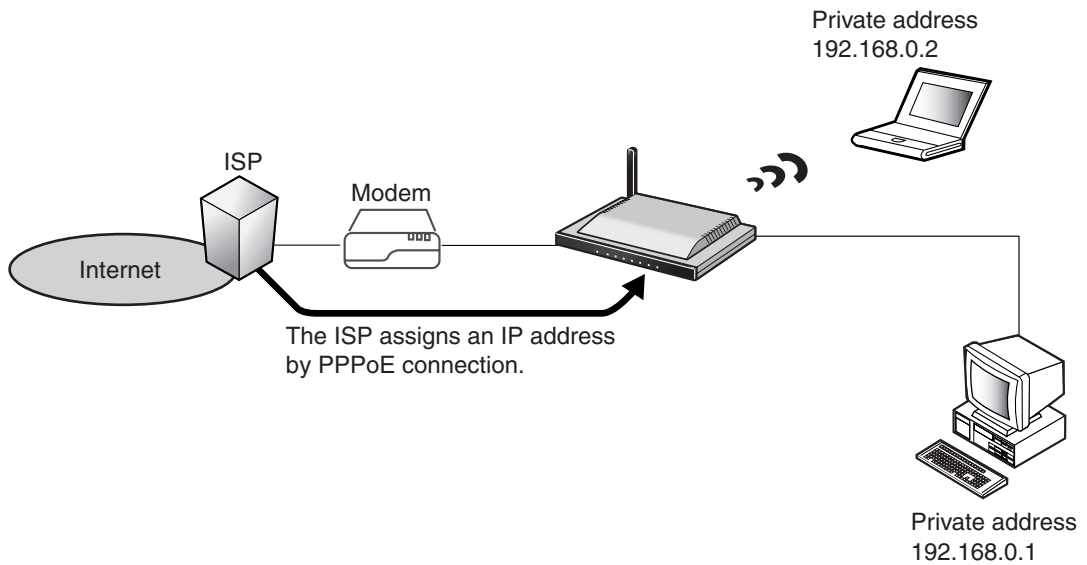 Private address
192.168.0.2
ISP
Modem
Internet
The ISP assigns an IP address
by PPPoE connection.
Private address
192.168.0.1